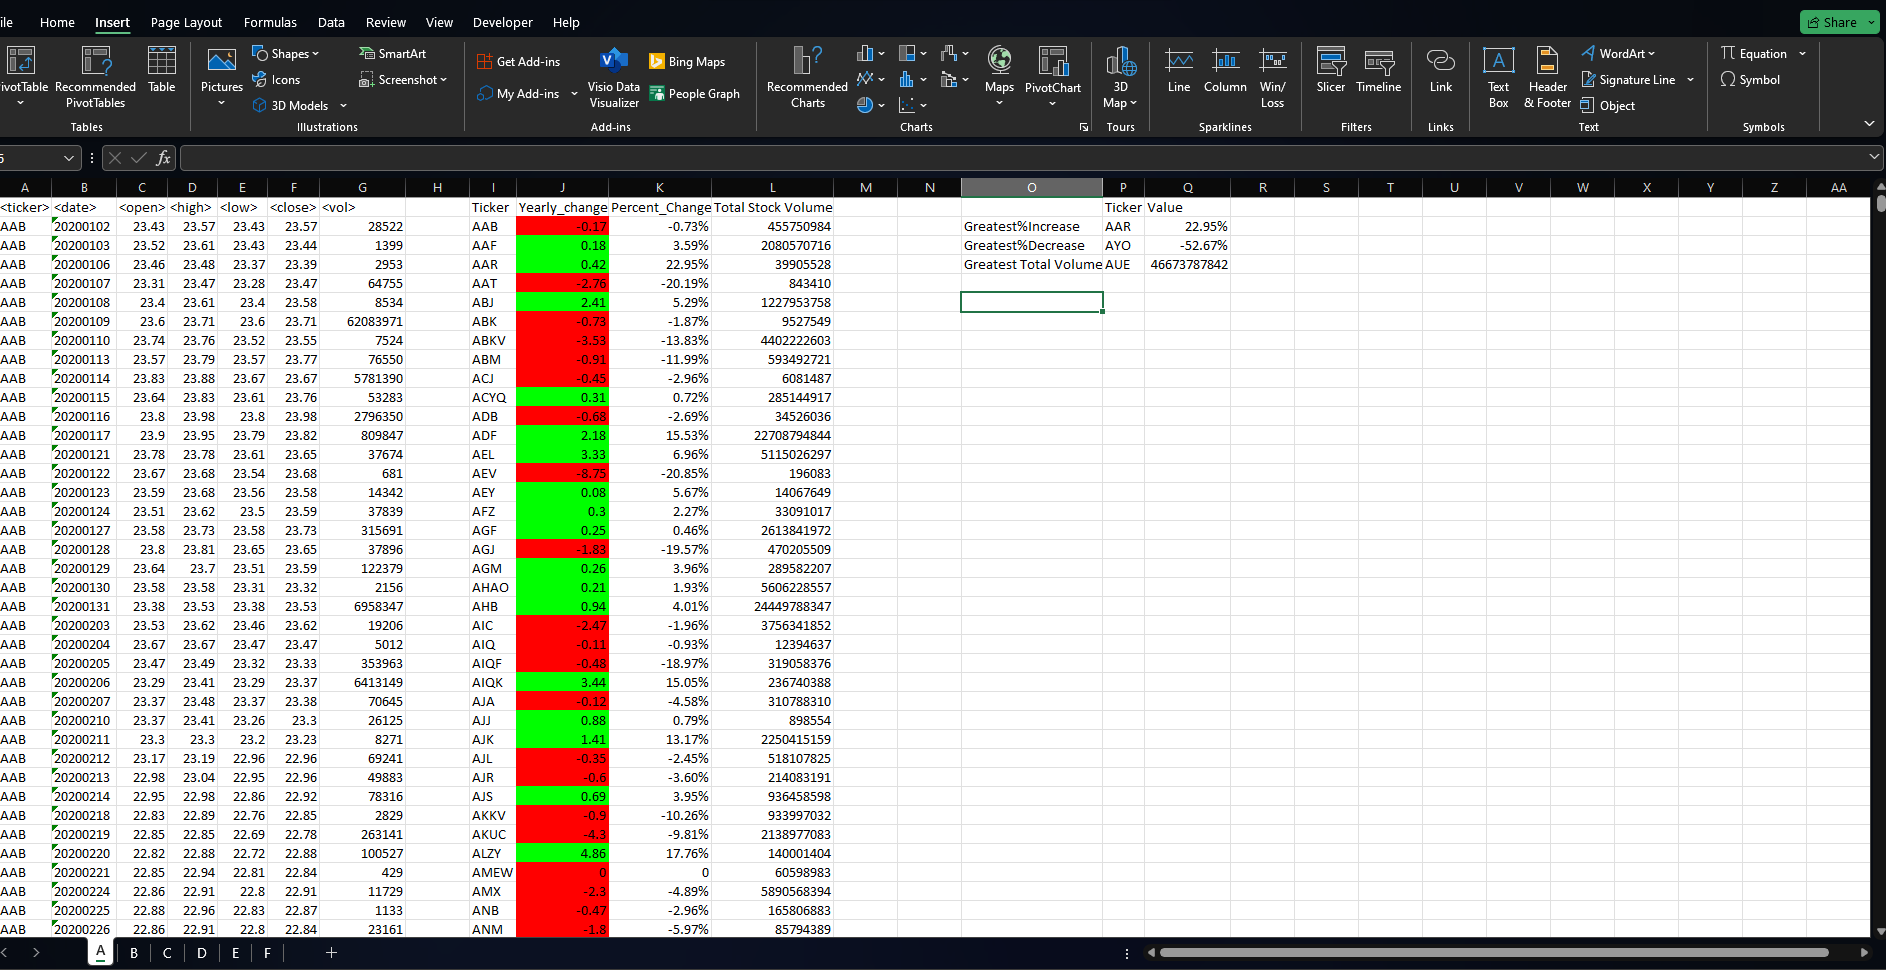 ile Home Insert Page Layout Formulas Data Review View Developer Help Share
Shapes SmartArt Get Add-ins Bing Maps WordArt Equation
Icons Screenshot My Add-ins People Graph Signature Line Symbol
3D Models Object
ivotTable Recommended PivotTables Table Pictures Visio Data Visualizer Recommended Charts Maps PivotChart 3D Map Line Column Win/ Loss Slicer Timeline Link Text Box Header & Footer
Tables Illustrations Add-ins Charts Tours Sparklines Filters Links Text Symbols
fx
A B C D E F G H I J K L M N O P Q R S T U V W X Y Z AA
<ticker> <date> <open> <high> <low> <close> <vol> Ticker Yearly_change Percent_Change Total Stock Volume Ticker Value
AAB 20200102 23.43 23.57 23.43 23.57 28522 AAB -0.17 -0.73% 455750984 Greatest%Increase AAR 22.95%
AAB 20200103 23.52 23.61 23.43 23.44 1399 AAF 0.18 3.59% 2080570716 Greatest%Decrease AYO -52.67%
AAB 20200106 23.46 23.48 23.37 23.39 2953 AAR 0.42 22.95% 39905528 Greatest Total Volume AUE 46673787842
AAB 20200107 23.31 23.47 23.28 23.47 64755 AAT -2.76 -20.19% 843410
AAB 20200108 23.4 23.61 23.4 23.58 8534 ABJ 2.41 5.29% 1227953758
AAB 20200109 23.6 23.71 23.6 23.71 62083971 ABK -0.73 -1.87% 9527549
AAB 20200110 23.74 23.76 23.52 23.55 7524 ABKV -3.53 -13.83% 4402222603
AAB 20200113 23.57 23.79 23.57 23.77 76550 ABM -0.91 -11.99% 593492721
AAB 20200114 23.83 23.88 23.67 23.67 5781390 ACJ -0.45 -2.96% 6081487
AAB 20200115 23.64 23.83 23.61 23.76 53283 ACYQ 0.31 0.72% 285144917
AAB 20200116 23.8 23.98 23.8 23.98 2796350 ADB -0.68 -2.69% 34526036
AAB 20200117 23.9 23.95 23.79 23.82 809847 ADF 2.18 15.53% 22708794844
AAB 20200121 23.78 23.78 23.61 23.65 37674 AEL 3.33 6.96% 5115026297
AAB 20200122 23.67 23.68 23.54 23.68 681 AEV -8.75 -20.85% 196083
AAB 20200123 23.59 23.68 23.56 23.58 14342 AEY 0.08 5.67% 14067649
AAB 20200124 23.51 23.62 23.5 23.59 37839 AFZ 0.3 2.27% 33091017
AAB 20200127 23.58 23.73 23.58 23.73 315691 AGF 0.25 0.46% 2613841972
AAB 20200128 23.8 23.81 23.65 23.65 37896 AGJ -1.83 -19.57% 470205509
AAB 20200129 23.64 23.7 23.51 23.59 122379 AGM 0.26 3.96% 289582207
AAB 20200130 23.58 23.58 23.31 23.32 2156 AHAO 0.21 1.93% 5606228557
AAB 20200131 23.38 23.53 23.38 23.53 6958347 AHB 0.94 4.01% 24449788347
AAB 20200203 23.53 23.62 23.46 23.62 19206 AIC -2.47 -1.96% 3756341852
AAB 20200204 23.67 23.67 23.47 23.47 5012 AIQ -0.11 -0.93% 12394637
AAB 20200205 23.47 23.49 23.32 23.33 353963 AIQF -0.48 -18.97% 319058376
AAB 20200206 23.29 23.41 23.29 23.37 6413149 AIQK 3.44 15.05% 236740388
AAB 20200207 23.37 23.48 23.37 23.38 70645 AJA -0.12 -4.58% 310788310
AAB 20200210 23.37 23.41 23.26 23.3 26125 AJJ 0.88 0.79% 898554
AAB 20200211 23.3 23.3 23.2 23.23 8271 AJK 1.41 13.17% 2250415159
AAB 20200212 23.17 23.19 22.96 22.96 69241 AJL -0.35 -2.45% 518107825
AAB 20200213 22.98 23.04 22.95 22.96 49883 AJR -0.6 -3.60% 214083191
AAB 20200214 22.95 22.98 22.86 22.92 78316 AJS 0.69 3.95% 936458598
AAB 20200218 22.83 22.89 22.76 22.85 2829 AKKV -0.9 -10.26% 933997032
AAB 20200219 22.85 22.85 22.69 22.78 263141 AKUC -4.3 -9.81% 2138977083
AAB 20200220 22.82 22.88 22.72 22.88 100527 ALZY 4.86 17.76% 140001404
AAB 20200221 22.85 22.94 22.81 22.84 429 AMEW 0 0 60598983
AAB 20200224 22.86 22.91 22.8 22.91 11729 AMX -2.3 -4.89% 5890568394
AAB 20200225 22.88 22.96 22.83 22.87 1133 ANB -0.47 -2.96% 165806883
AAB 20200226 22.86 22.91 22.8 22.84 23161 ANM -1.8 -5.97% 85794389
A B C D E F